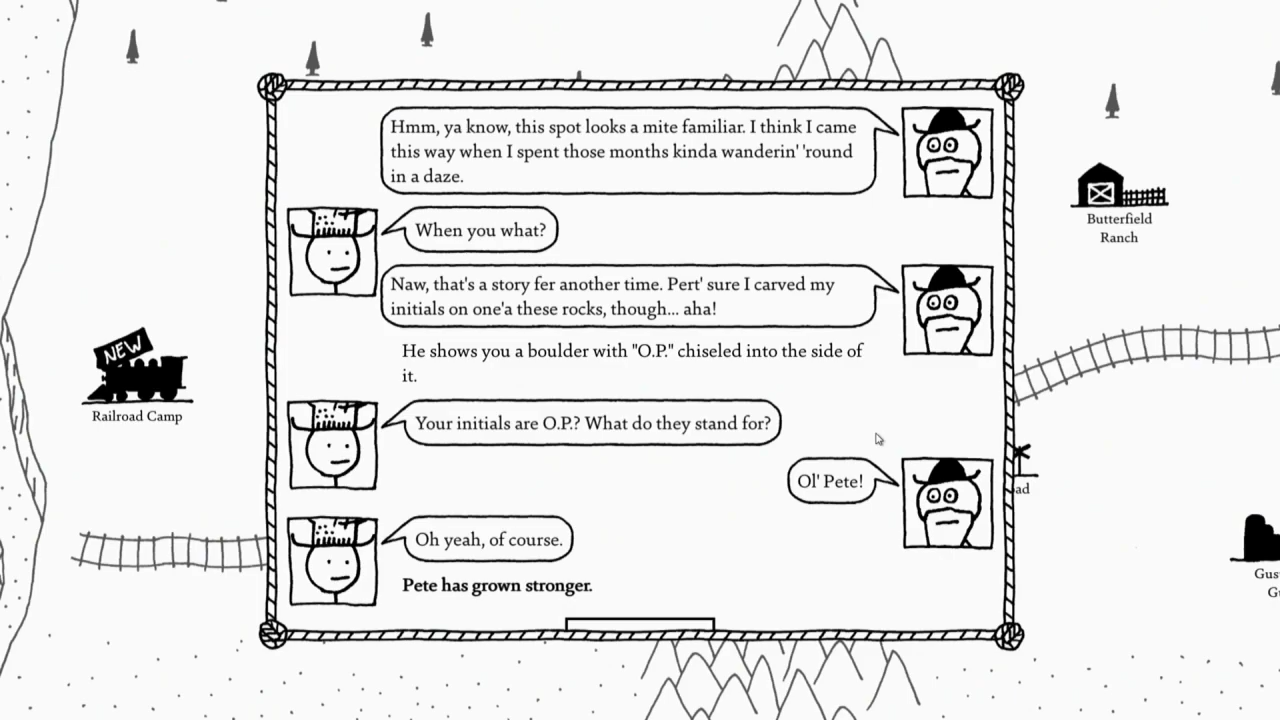 Hmm, ya know, this spot looks a mite familiar. I think I came
this way when I spent those months kinda wanderin' 'round
in a daze.
When you what?
Naw, that's a story fer another time. Pert' sure I carved my
initials on one'a these rocks, though... aha!
He shows you a boulder with "O.P." chiseled into the side of
it.
Your initials are O.P.? What do they stand for?
Ol' Pete!
Oh yeah, of course.
Pete has grown stronger.
NEW
Railroad Camp
Butterfield
Ranch